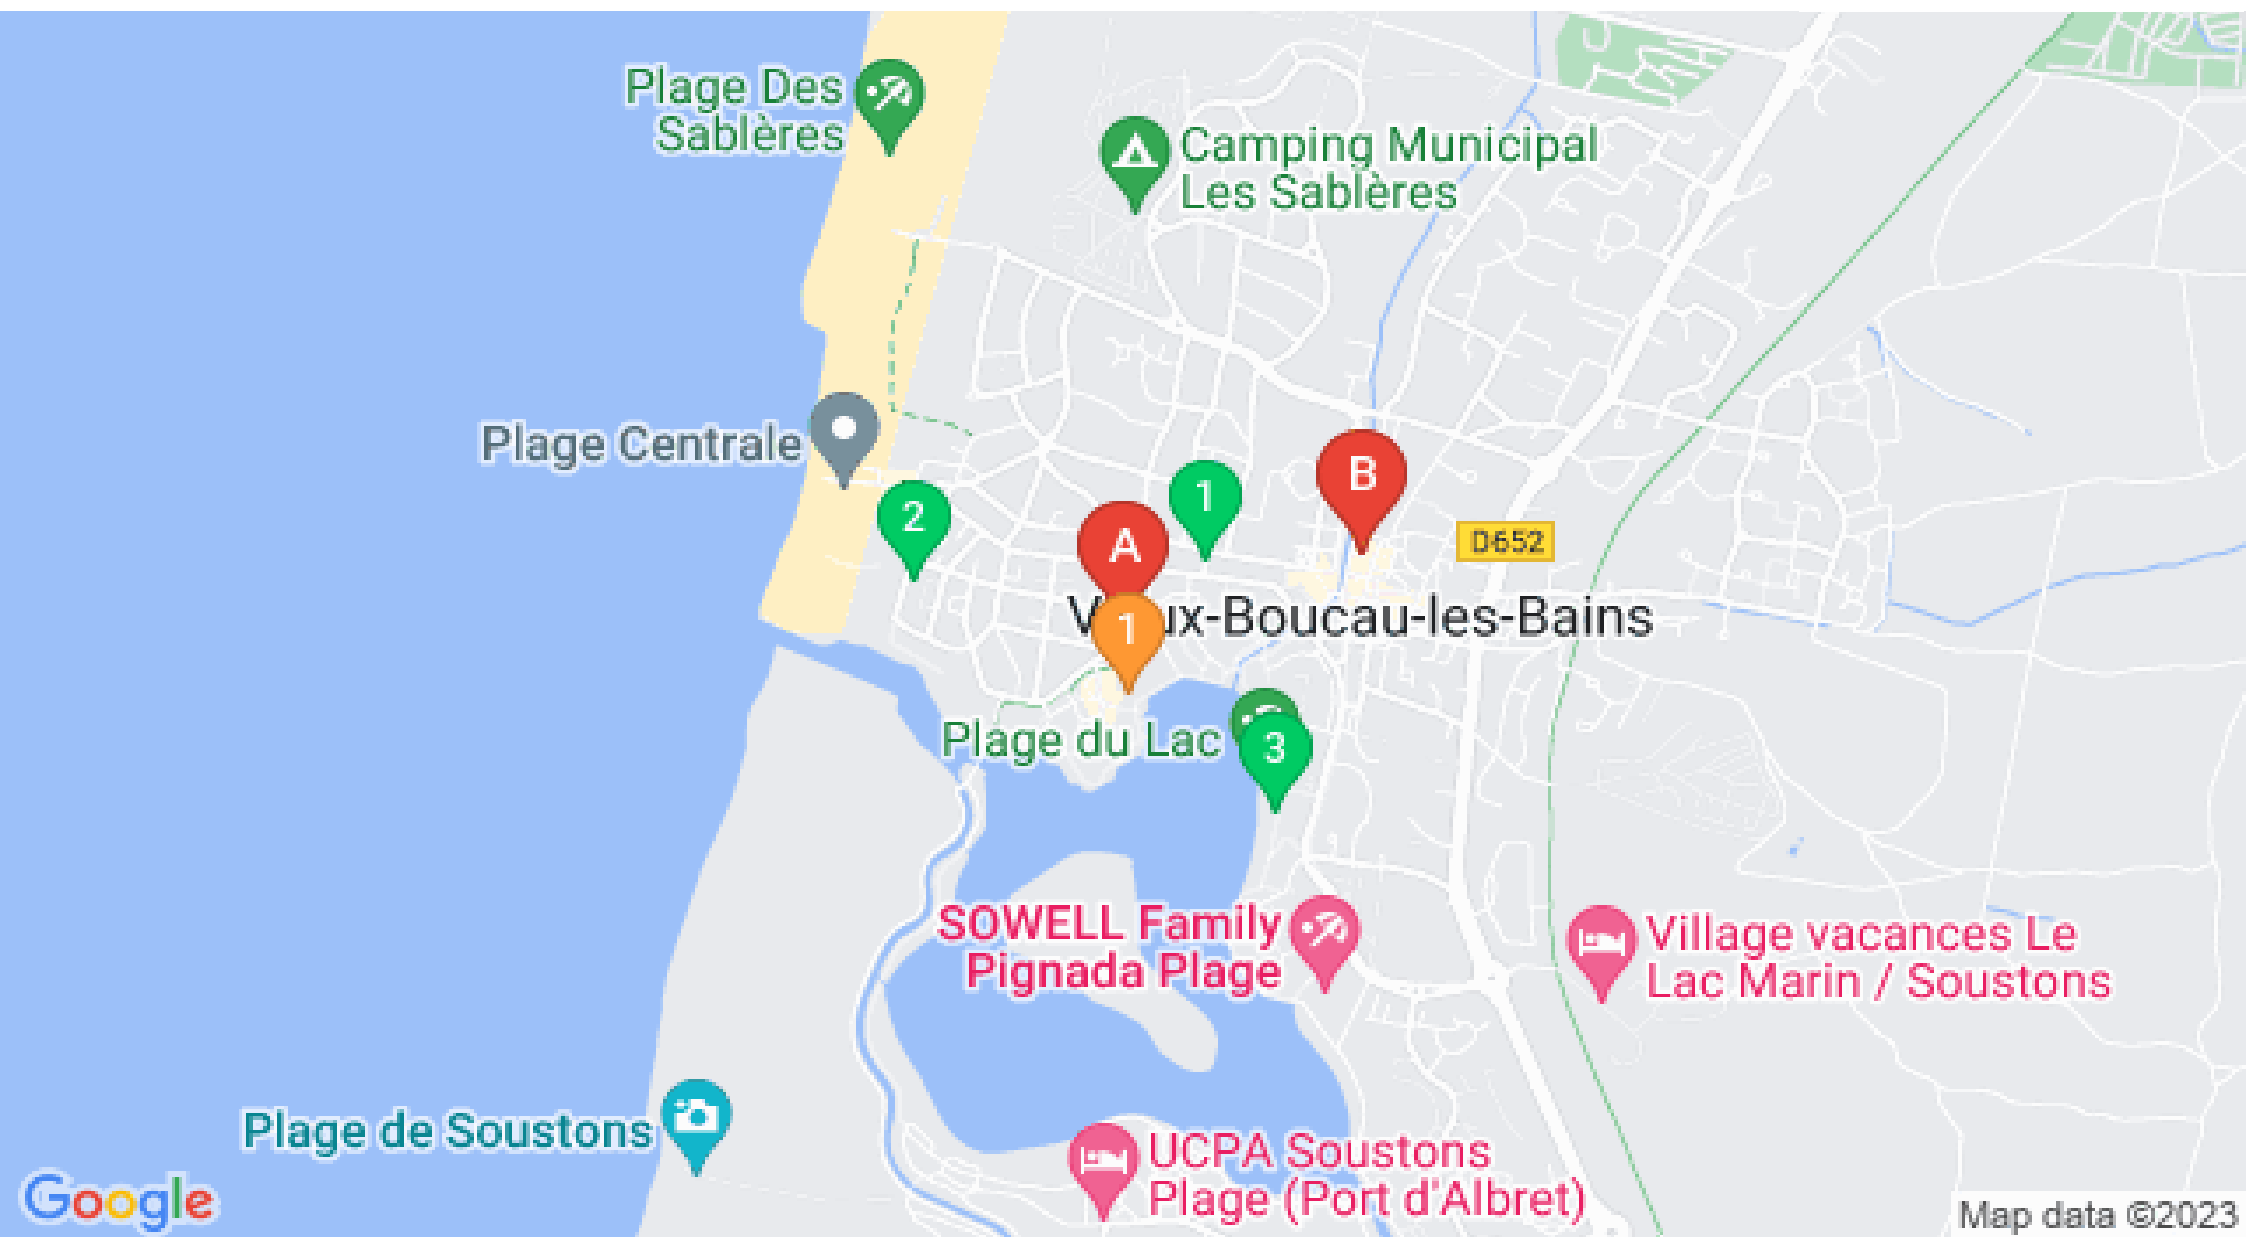 Plage Des
Sablères
Camping Municipal
Les Sablères
Plage Centrale
B
1
2
A
D652
1
-Boucau-les-Bains
Plage du Lac
3
SOWELL Family
Pignada Plage
Village vacances Le
Lac Marin / Soustons
Plage de Soustons
UCPA Soustons
Plage (Port d'Albret)
Google
Map data ©2023